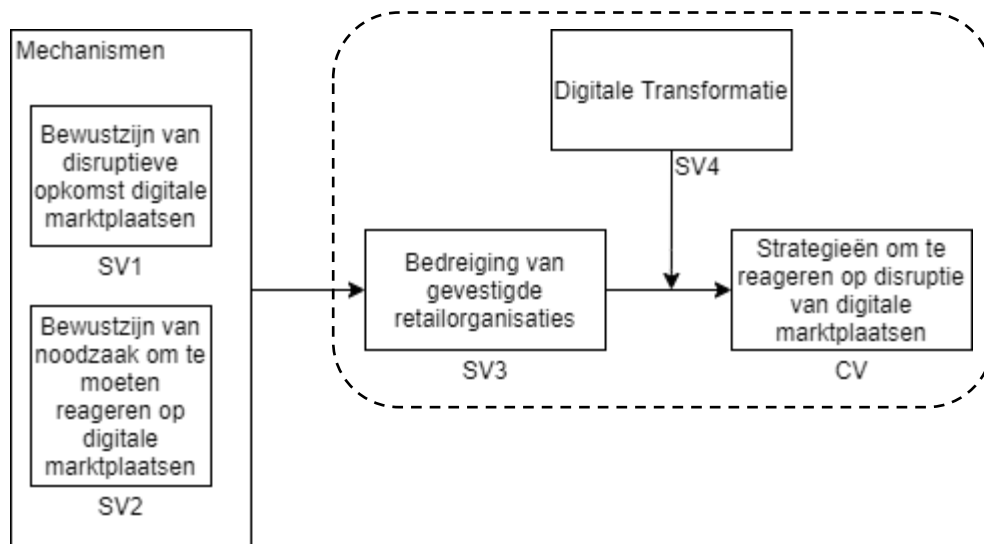 Mechanismen
Bewustzijn van
disruptieve
opkomst digitale
marktplaatsen
SV1
Bewustzijn van
noodzaak om te
moeten
reageren op
digitale
marktplaatsen
SV2
Digitale Transformatie
SV4
Bedreiging van
gevestigde
retailorganisaties
SV3
Strategieën om te
reageren op disruptie
van digitale
marktplaatsen
CV